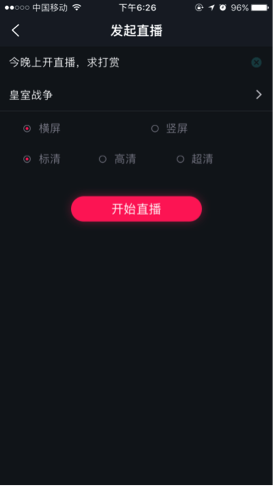 中国移动 下午6:26 96%
发起直播
今晚上开直播，求打赏
皇室战争
横屏 竖屏
标清 高清 超清
开始直播